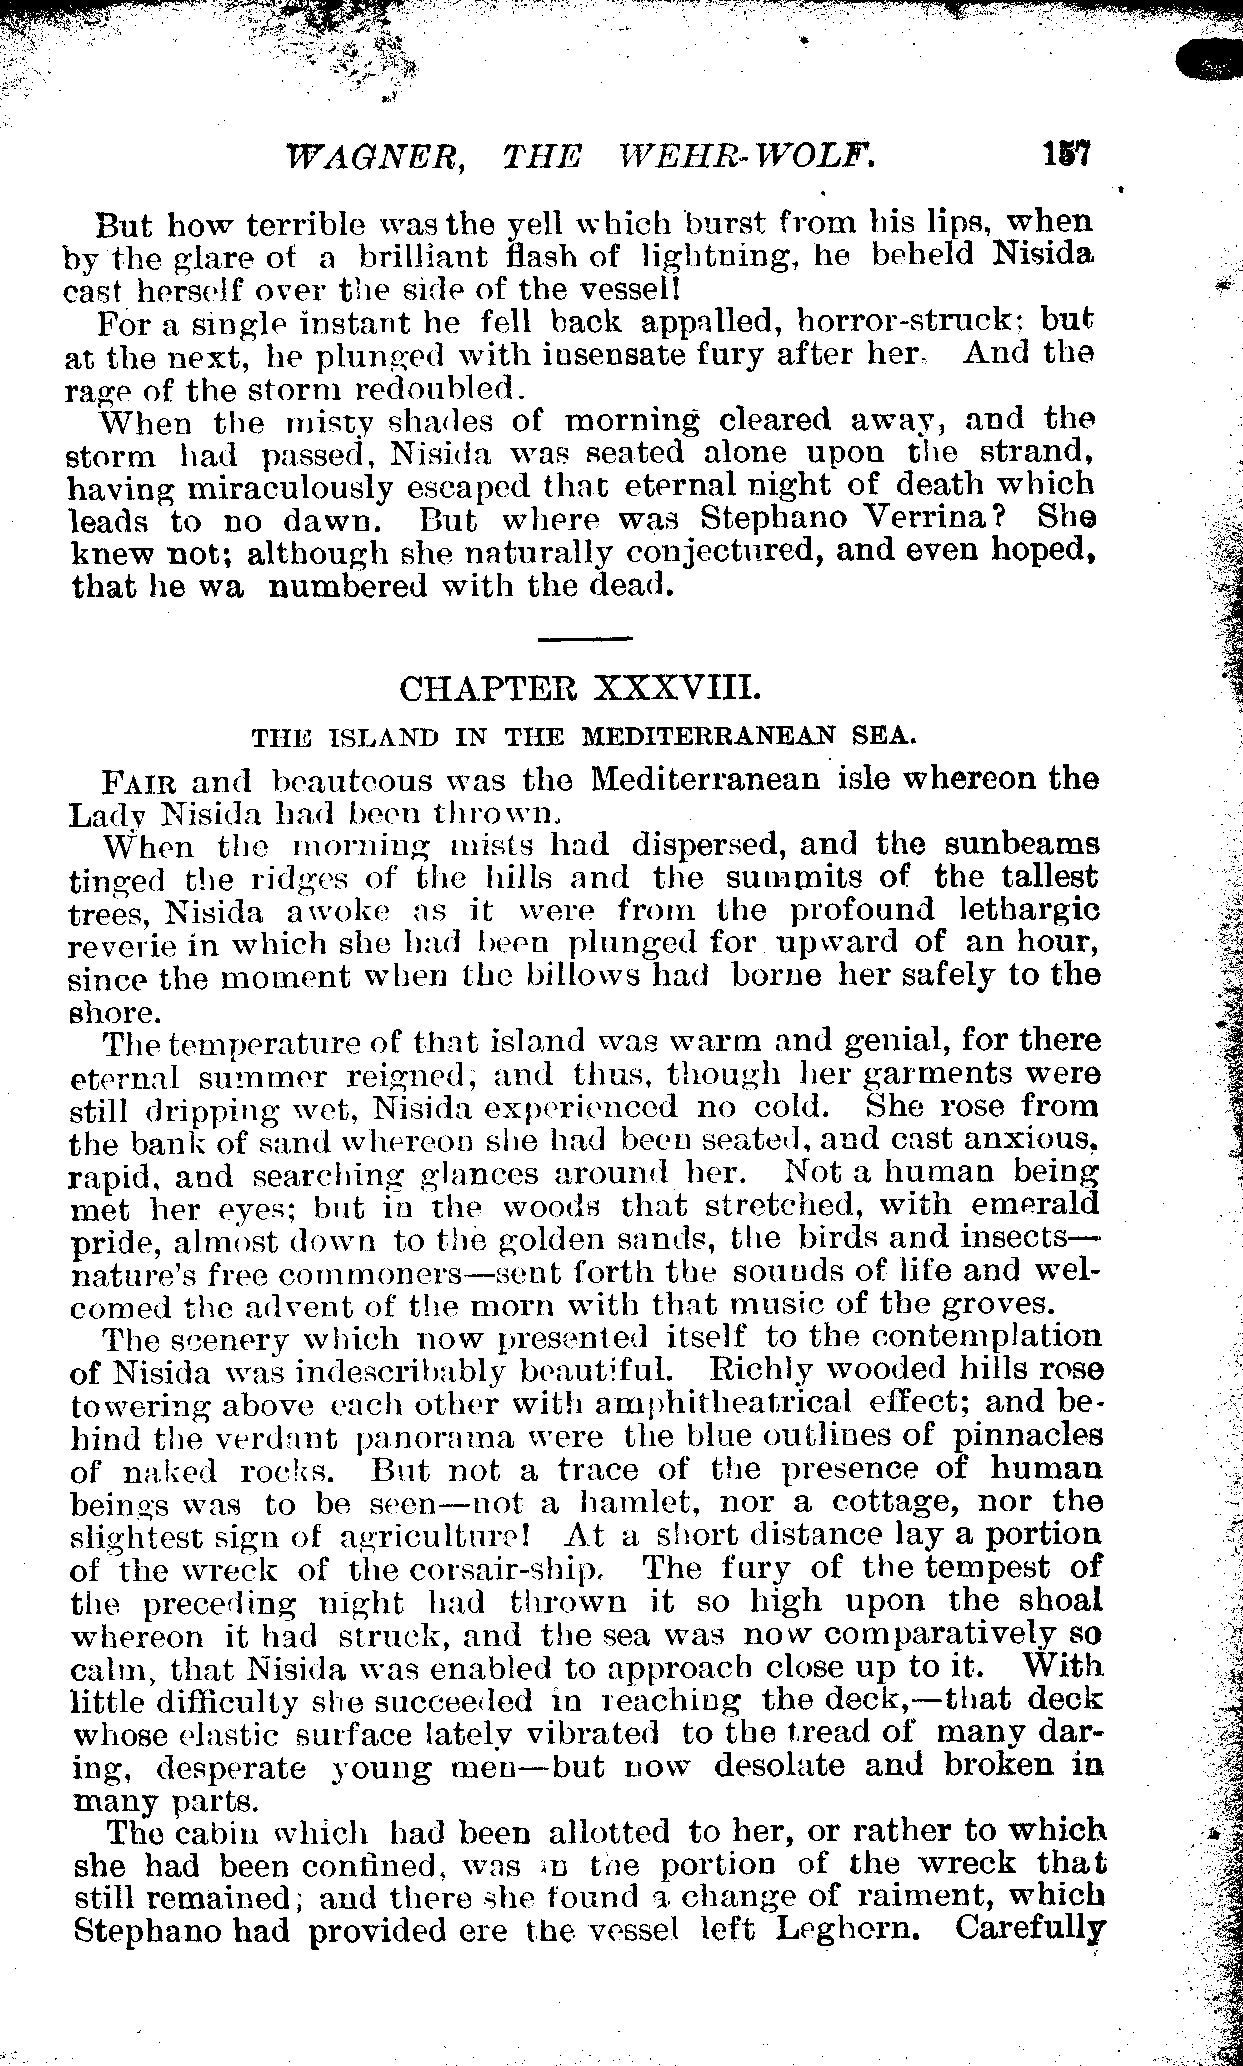 WAGNER, THE WEHR-WOLF. 157
But how terrible was the yell which burst from his lips, when
by the glare of a brilliant flash of lightning, he beheld Nisida
cast herself over the side of the vessel!
For a single instant he fell back appalled, horror-struck; but
at the next, he plunged with insensate fury after her. And the
rage of the storm redoubled.
When the misty shades of morning cleared away, and the
storm had passed, Nisida was seated alone upon the strand,
having miraculously escaped that eternal night of death which
leads to no dawn. But where was Stephano Verrina? She
knew not; although she naturally conjectured, and even hoped,
that he wa numbered with the dead.
CHAPTER XXXVIII.
THE ISLAND IN THE MEDITERRANEAN SEA.
FAIR and beauteous was the Mediterranean isle whereon the
Lady Nisida had been thrown.
When the morning mists had dispersed, and the sunbeams
tinged the ridges of the hills and the summits of the tallest
trees, Nisida awoke as it were from the profound lethargic
reverie in which she had been plunged for upward of an hour,
since the moment when the billows had borne her safely to the
shore.
The temperature of that island was warm and genial, for there
eternal summer reigned, and thus, though her garments were
still dripping wet, Nisida experienced no cold. She rose from
the bank of sand whereon she had been seated, and cast anxious,
rapid, and searching glances around her. Not a human being
met her eyes; but in the woods that stretched, with emerald
pride, almost down to the golden sands, the birds and insects—
nature's free commoners—sent forth the sounds of life and wel-
comed the advent of the morn with that music of the groves.
The scenery which now presented itself to the contemplation
of Nisida was indescribably beautiful. Richly wooded hills rose
towering above each other with amphitheatrical effect; and be-
hind the verdant panorama were the blue outlines of pinnacles
of naked rocks. But not a trace of the presence of human
beings was to be seen—not a hamlet, nor a cottage, nor the
slightest sign of agriculture! At a short distance lay a portion
of the wreck of the corsair-ship. The fury of the tempest of
the preceding night had thrown it so high upon the shoal
whereon it had struck, and the sea was now comparatively so
calm, that Nisida was enabled to approach close up to it. With
little difficulty she succeeded in reaching the deck,—that deck
whose elastic surface lately vibrated to the tread of many dar-
ing, desperate young men—but now desolate and broken in
many parts.
The cabin which had been allotted to her, or rather to which
she had been confined, was in the portion of the wreck that
still remained; and there she found a change of raiment, which
Stephano had provided ere the vessel left Leghorn. Carefully